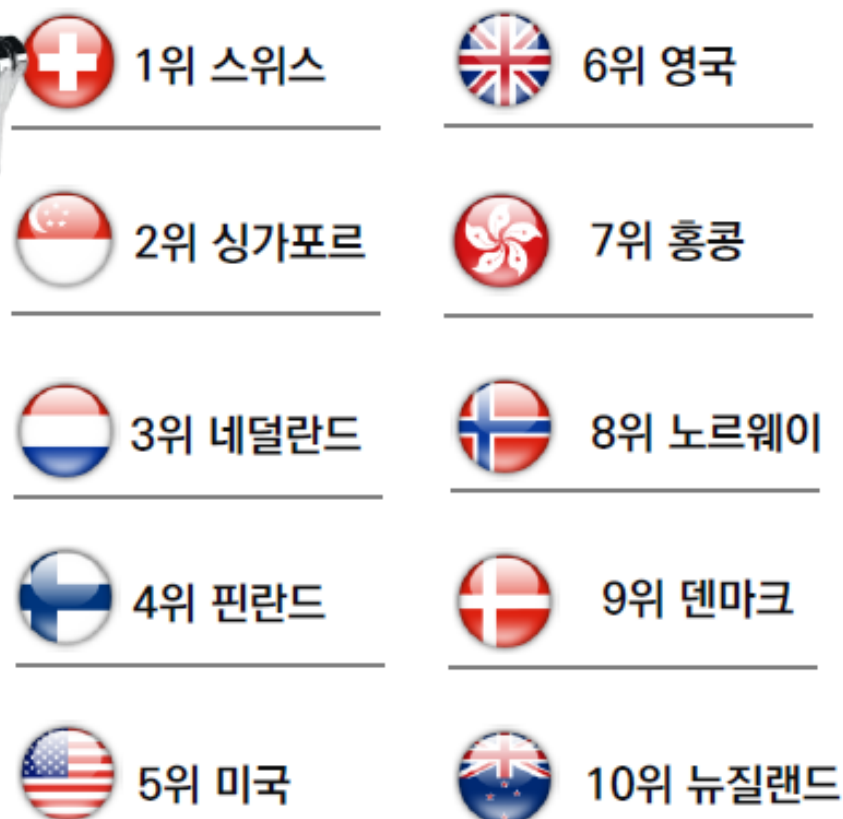 1위 스위스
2위 싱가포르
3위 네덜란드
4위 핀란드
5위 미국
6위 영국
7위 홍콩
8위 노르웨이
9위 덴마크
10위 뉴질랜드